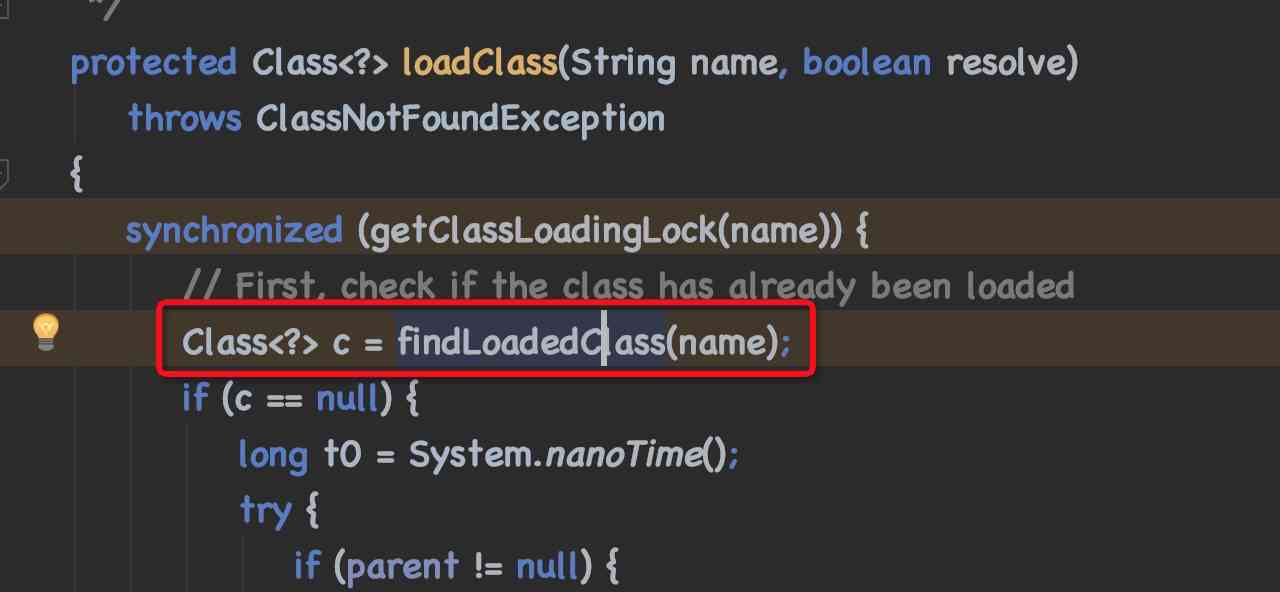 */
protected Class<?> loadClass(String name, boolean resolve)
throws ClassNotFoundException
{
synchronized (getClassLoadingLock(name)) {
// First, check if the class has already been loaded
Class<?> c = findLoadedClass(name);
if (c == null) {
long t0 = System.nanoTime();
try {
if (parent != null) {